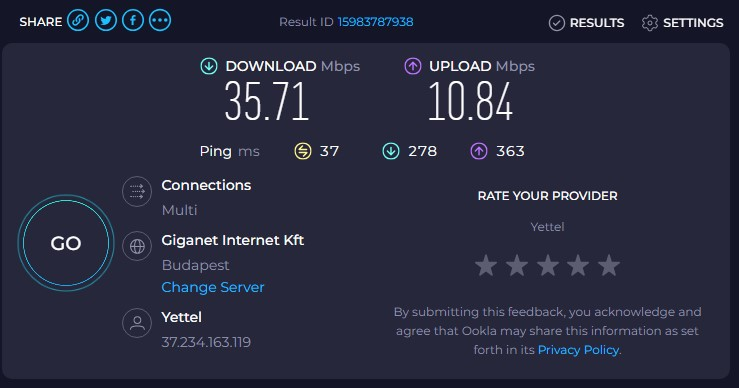 SHARE
Result ID 15983787938
RESULTS SETTINGS
DOWNLOAD Mbps UPLOAD Mbps
35.71 10.84
Ping ms 37 278 363
Connections
Multi
Giganet Internet Kft
Budapest
Change Server
Yettel
37.234.163.119
GO
RATE YOUR PROVIDER
Yettel
By submitting this feedback, you acknowledge and
agree that Ookla may share this information as set
forth in its Privacy Policy.